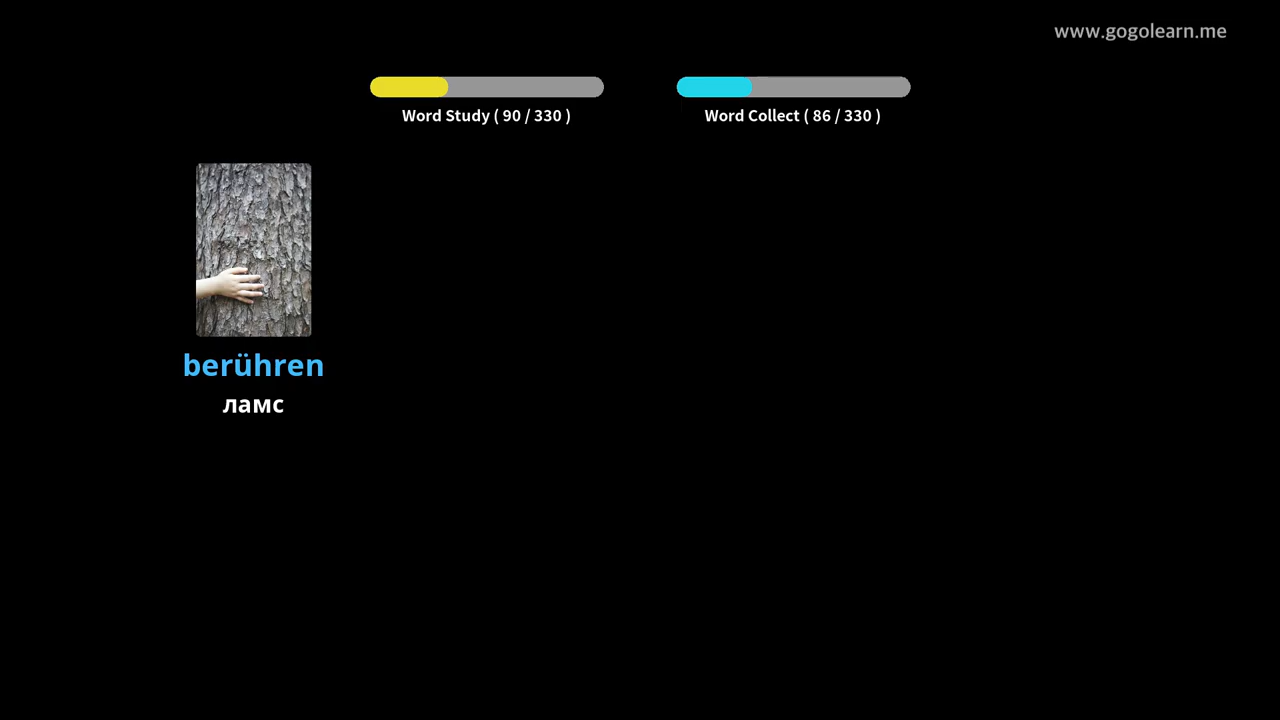 www.gogolearn.me
Word Study ( 90 / 330 )
Word Collect ( 86 / 330 )
berühren
ламс